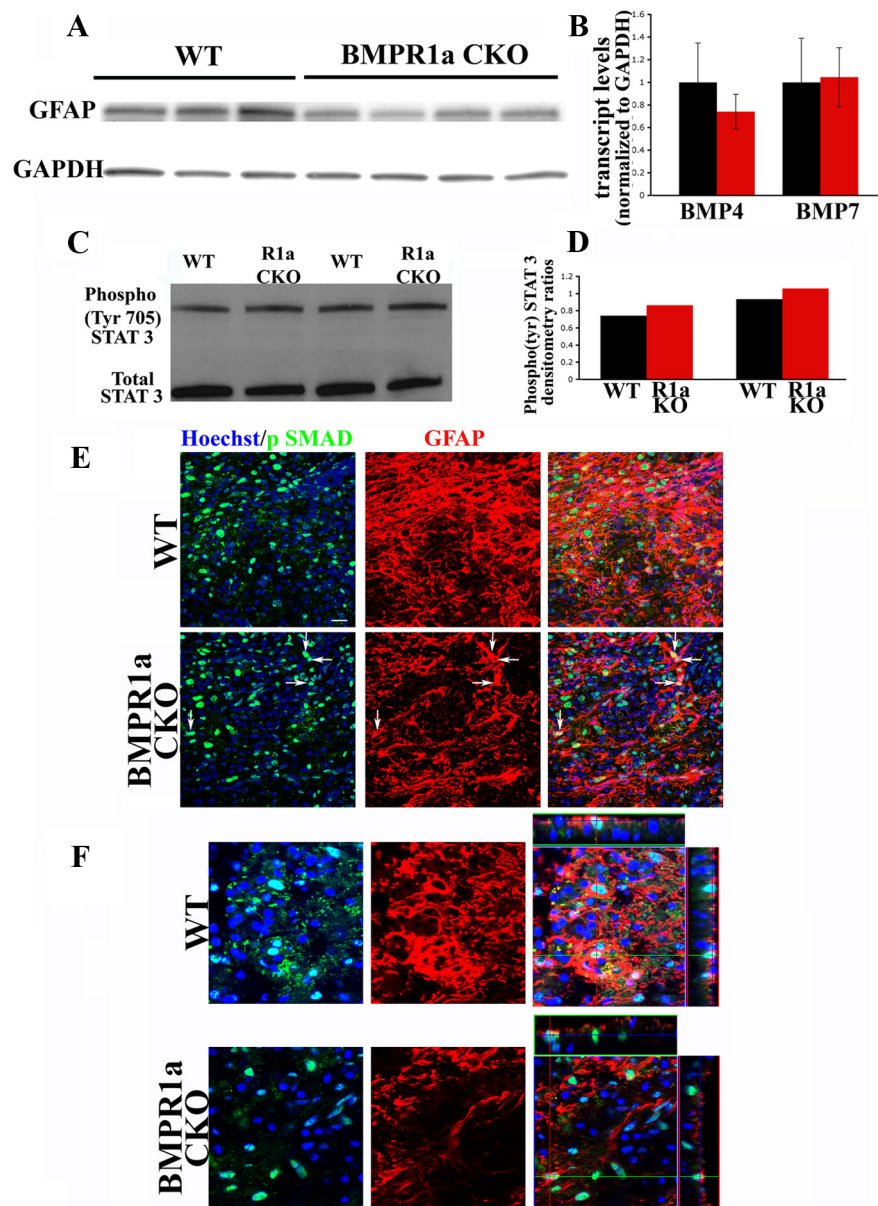 A
WT BMPR1a CKO
GFAP
GAPDH
B
transcript levels
(normalized to GAPDH)
1.6
1.4
1.2
1
0.8
0.6
0.4
0.2
0
BMP4 BMP7
C
WT R1a CKO WT R1a CKO
Phospho
(Tyr 705)
STAT 3
Total
STAT 3
D
Phospho(tyr) STAT 3
densitometry ratios
1.2
1
0.8
0.6
0.4
0.2
0
WT R1a KO WT R1a KO
E
Hoechst/p SMAD GFAP
WT
BMPR1a
CKO
F
WT
BMPR1a
CKO